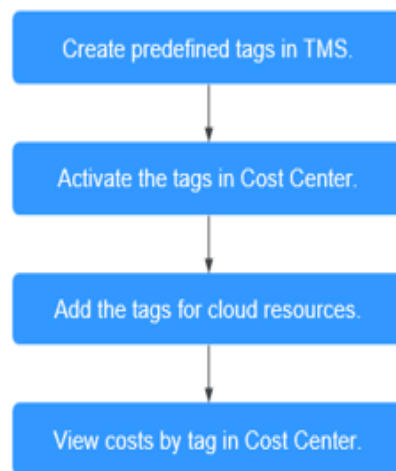 Create predefined tags in TMS.
Activate the tags in Cost Center.
Add the tags for cloud resources.
View costs by tag in Cost Center.